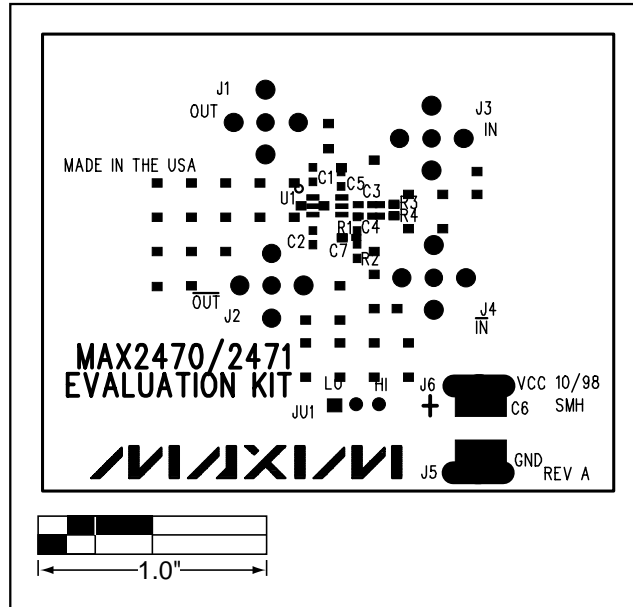 J1
OUT
J3
IN
MADE IN THE USA
C1
C5
C3
U1
R3
R4
R1
C4
C2
C7
R2
OUT
J2
J4
IN
MAX2470/2471
EVALUATION KIT
LO
HI
JU1
J6
+
VCC 10/98
C6
SMH
MAXIM
J5
GND
REV A
1.0"